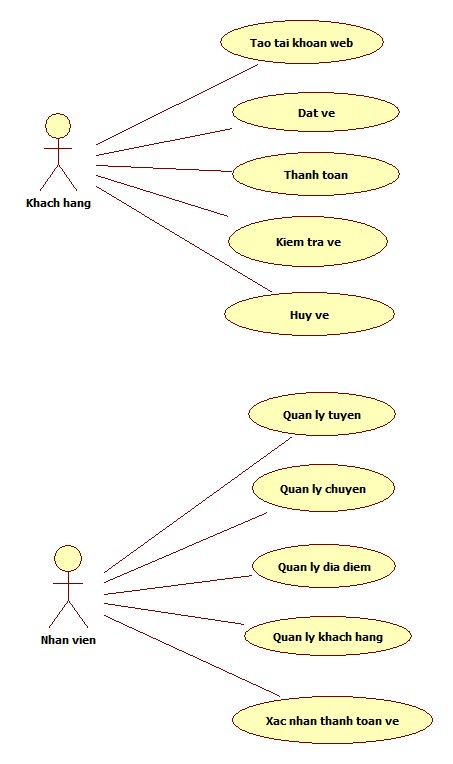 Tao tai khoan web
Dat ve
Thanh toan
Khach hang
Kiem tra ve
Huy ve
Quan ly tuyen
Quan ly chuyen
Quan ly dia diem
Nhan vien
Quan ly khach hang
Xac nhan thanh toan ve